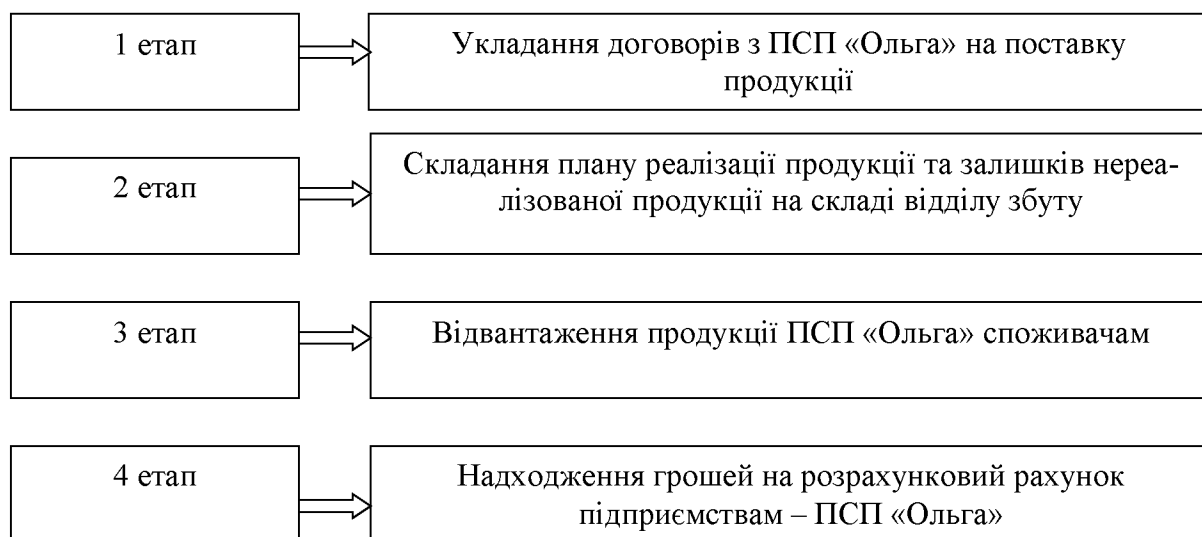 1 етап
Укладання договорів з ПСП «Ольга» на поставку
продукції
2 етап
Складання плану реалізації продукції та залишків нереа-
лізованої продукції на складі відділу збуту
3 етап
Відвантаження продукції ПСП «Ольга» споживачам
4 етап
Надходження грошей на розрахунковий рахунок
підприємствам – ПСП «Ольга»